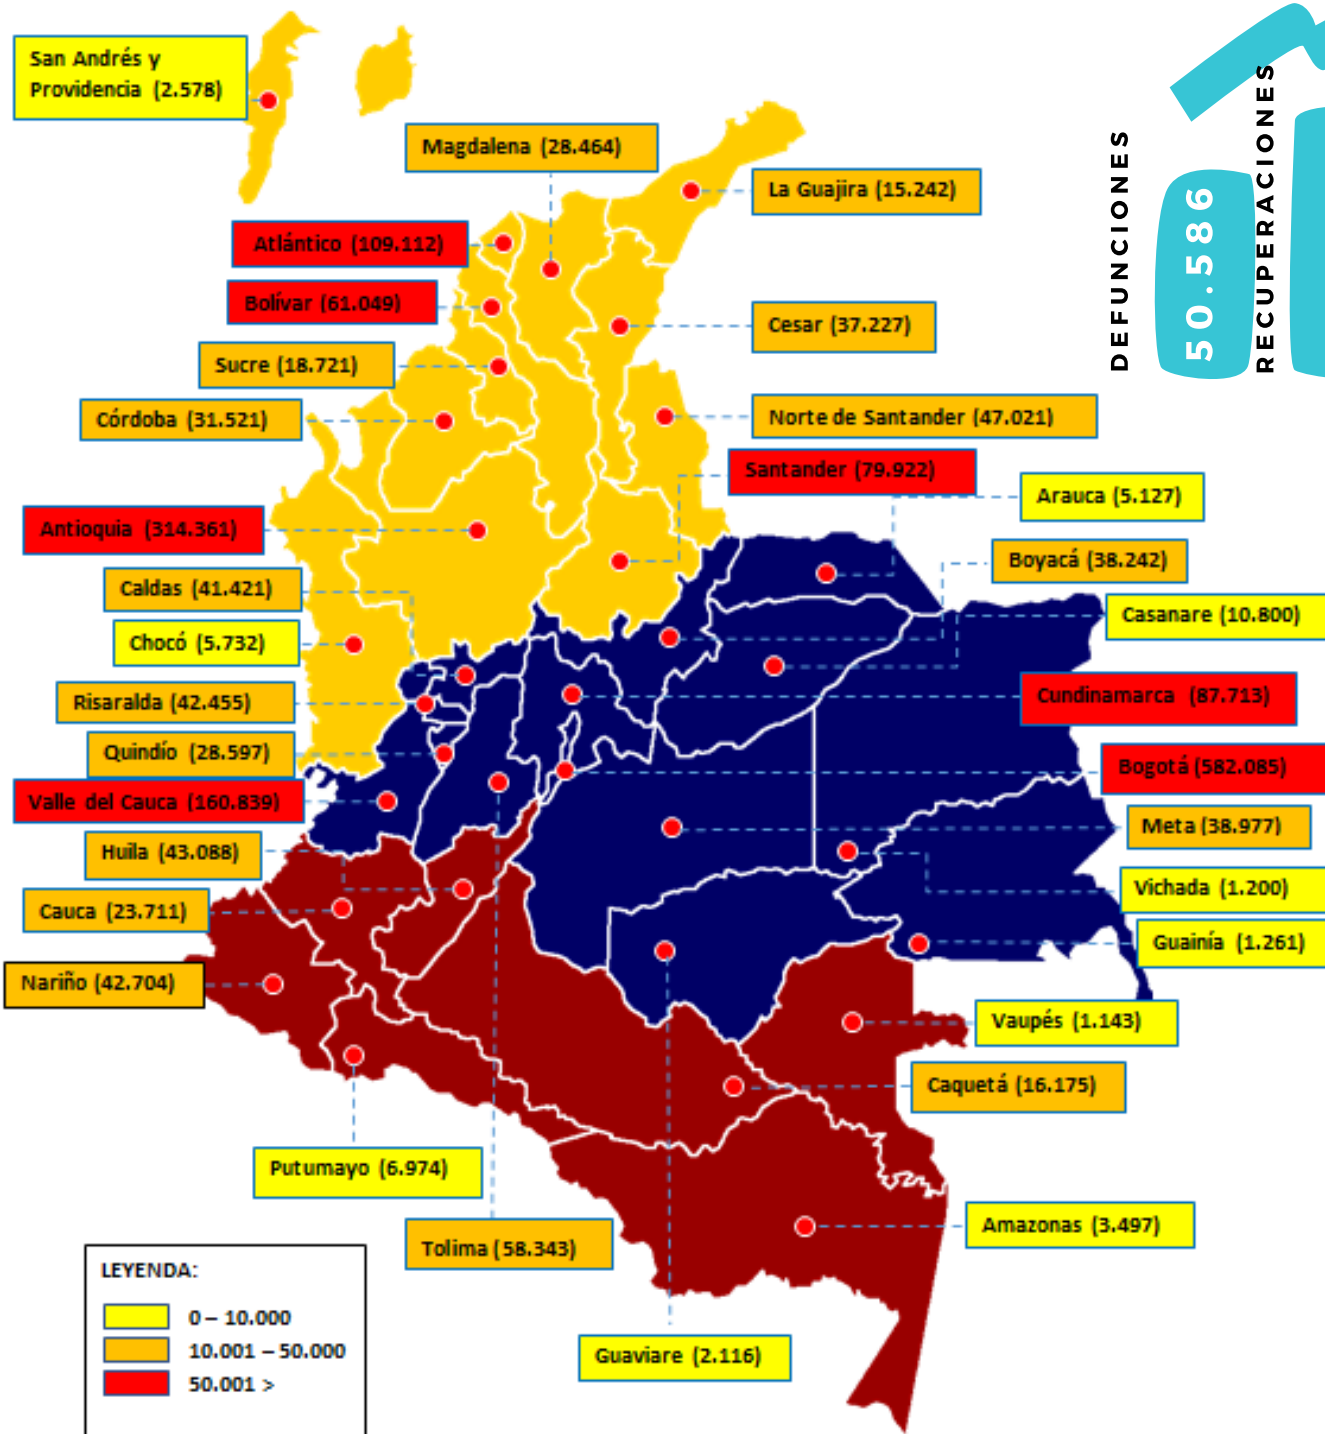 San Andrés y
Providencia (2.578)
Magdalena (28.464)
La Guajira (15.242)
Atlántico (109.112)
Bolívar (61.049)
Cesar (37.227)
Sucre (18.721)
Córdoba (31.521)
Norte de Santander (47.021)
Santander (79.922)
Arauca (5.127)
Antioquia (314.361)
Boyacá (38.242)
Caldas (41.421)
Casanare (10.800)
Chocó (5.732)
Risaralda (42.455)
Cundinamarca (87.713)
Quindío (28.597)
Bogotá (582.085)
Valle del Cauca (160.839)
Meta (38.977)
Huila (43.088)
Vichada (1.200)
Cauca (23.711)
Guainía (1.261)
Nariño (42.704)
Vaupés (1.143)
Caquetá (16.175)
Putumayo (6.974)
Amazonas (3.497)
Tolima (58.343)
Guaviare (2.116)
LEYENDA:
0 – 10.000
10.001 – 50.000
50.001 >
DEFUNCIONES
50.586
RECUPERACIONES